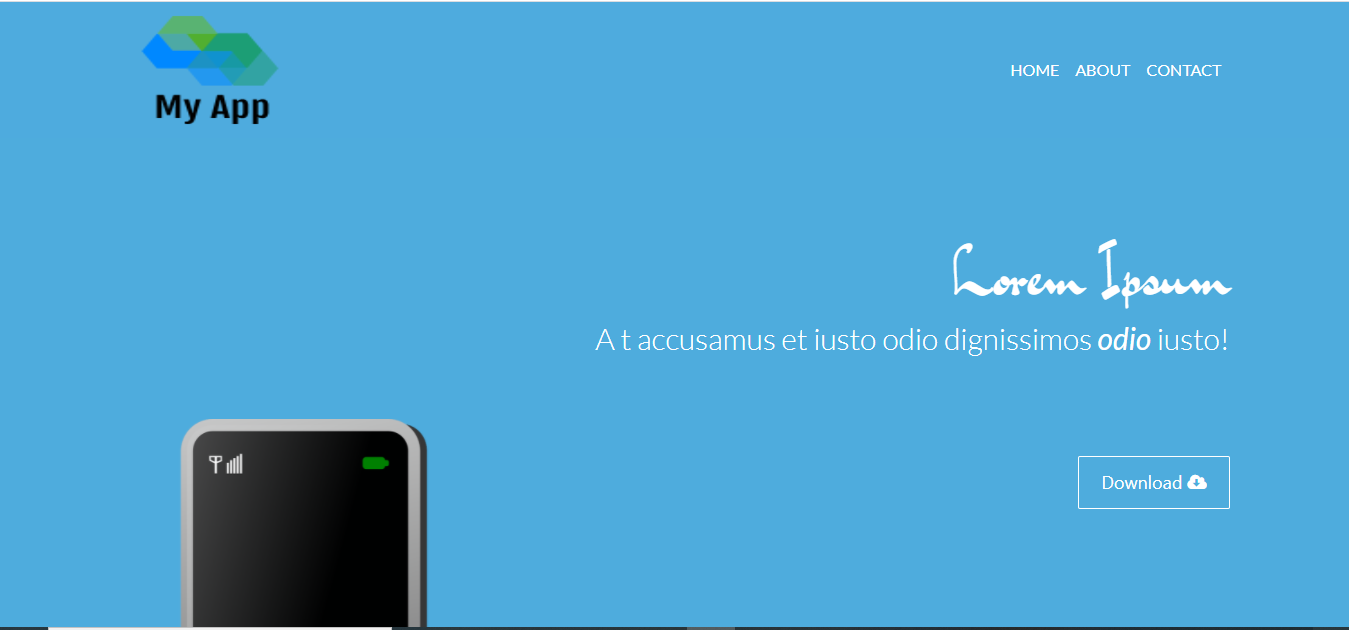 My App
HOME ABOUT CONTACT
Lorem Ipsum
A t accusamus et iusto odio dignissimos odio iusto!
Download